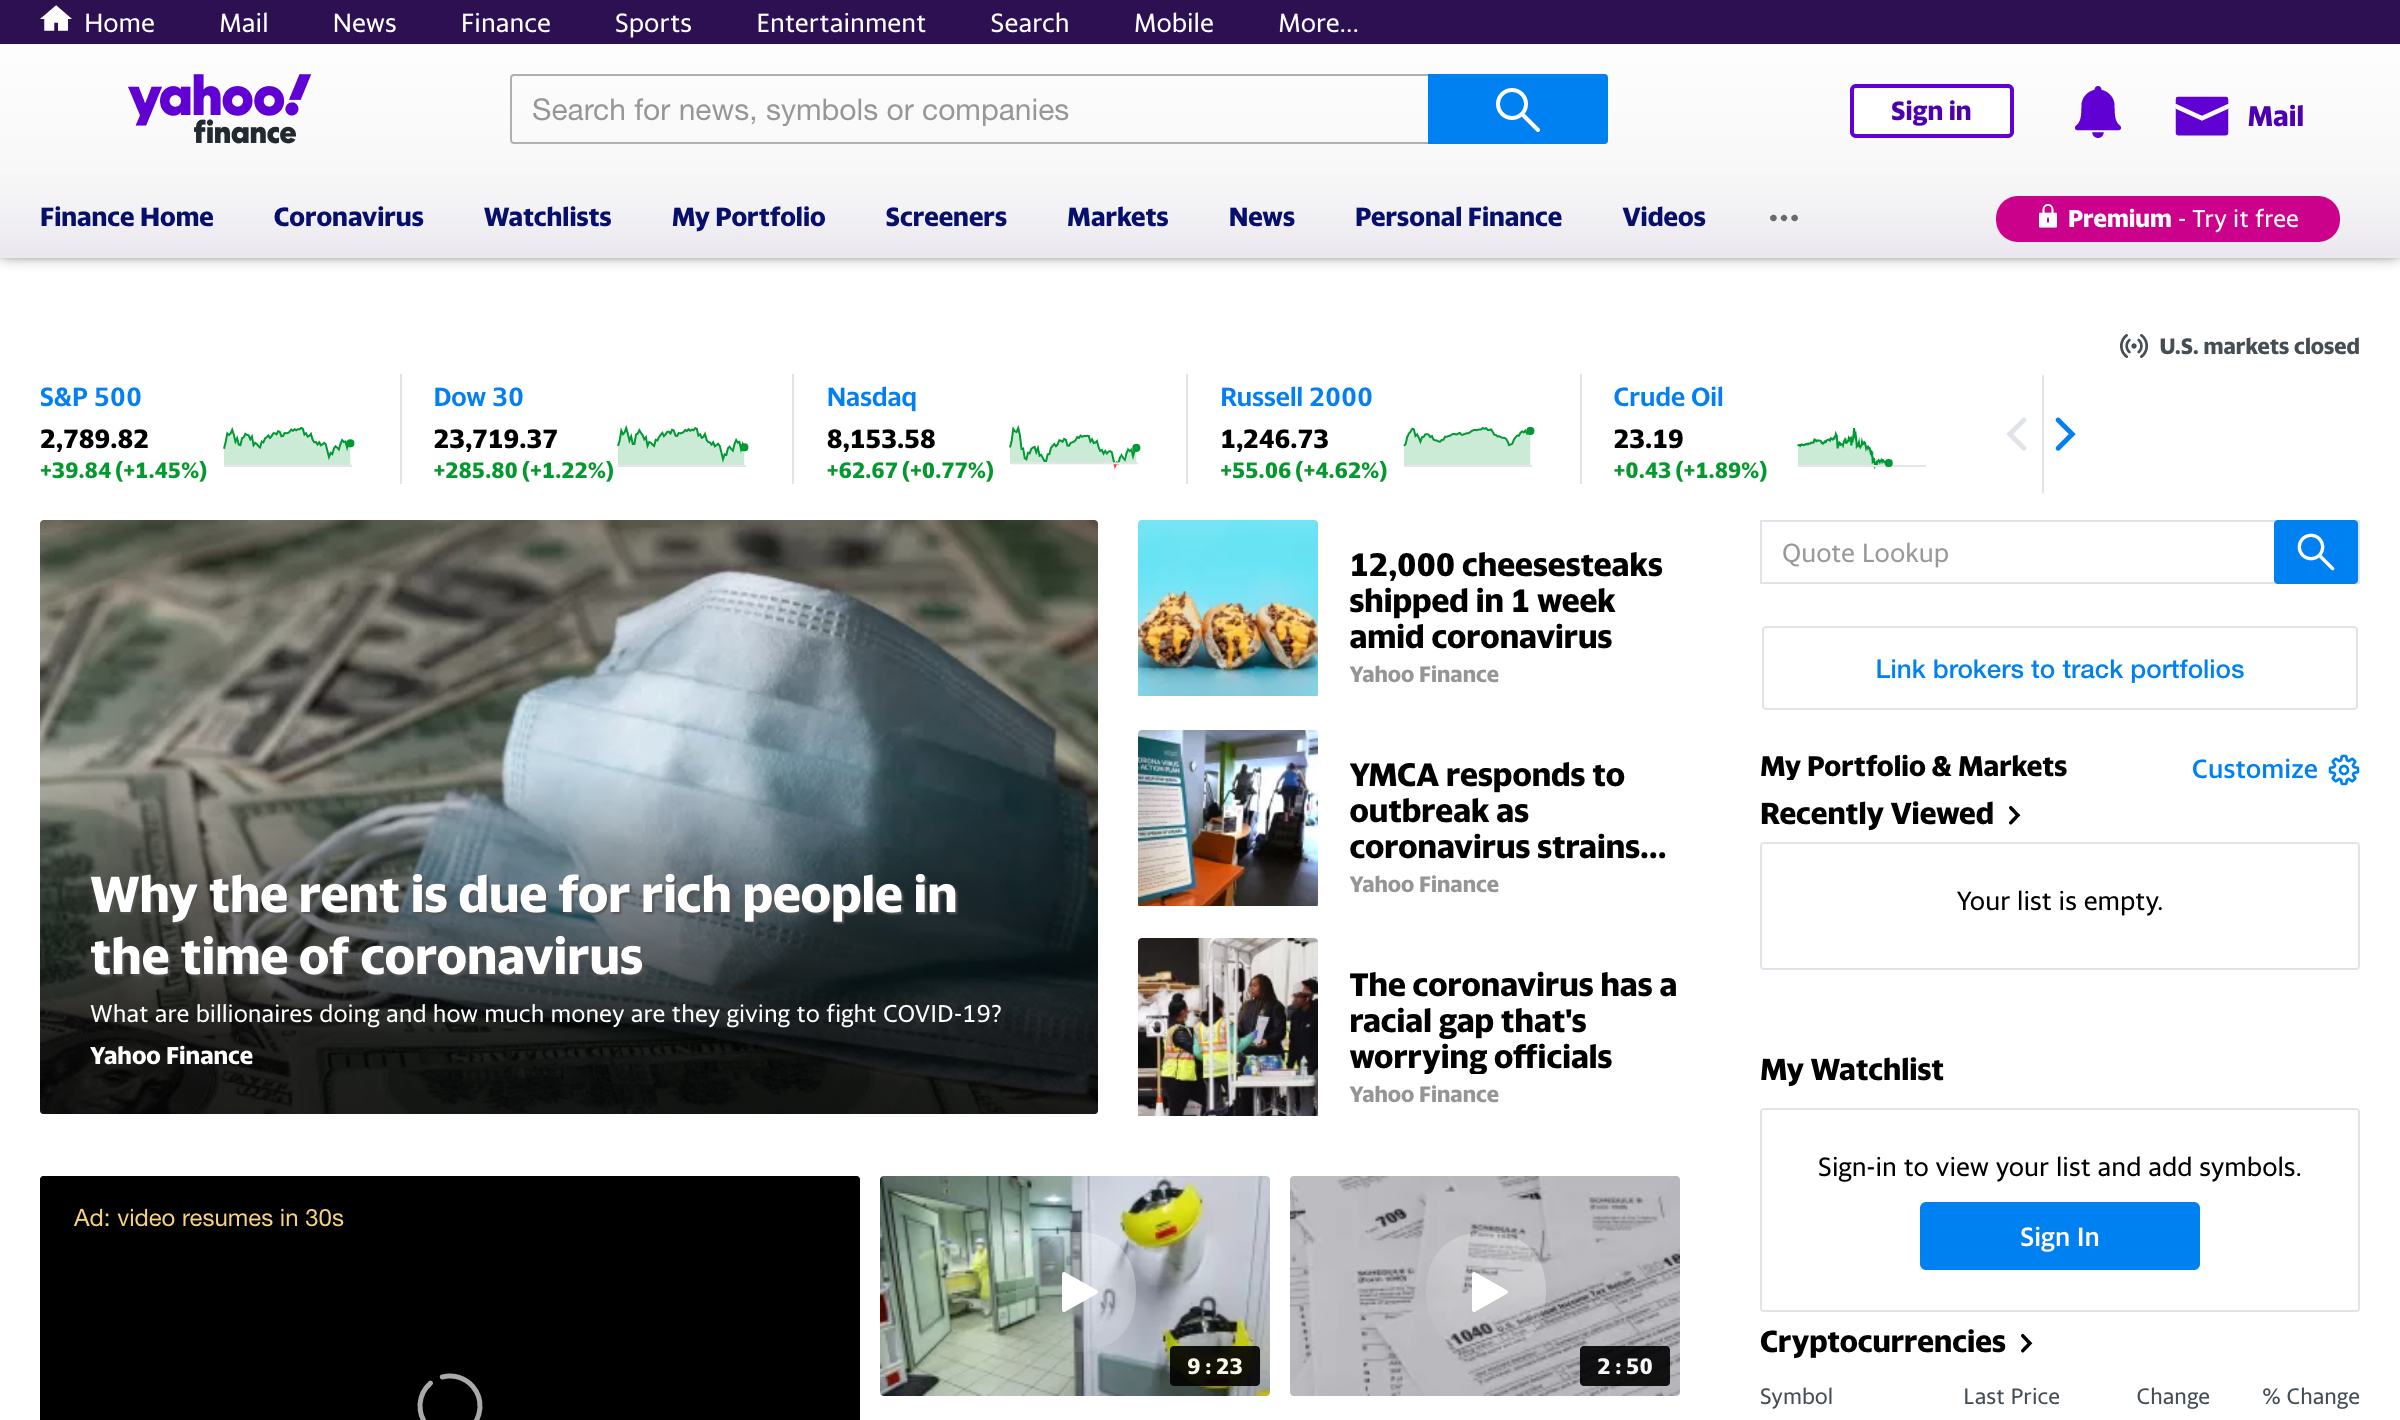 Home Mail News Finance Sports Entertainment Search Mobile More...
yahoo!
finance
Search for news, symbols or companies
Sign in
Mail
Finance Home Coronavirus Watchlists My Portfolio Screeners Markets News Personal Finance Videos
Premium - Try it free
U.S. markets closed
S&P 500
2,789.82
+39.84 (+1.45%)
Dow 30
23,719.37
+285.80 (+1.22%)
Nasdaq
8,153.58
+62.67 (+0.77%)
Russell 2000
1,246.73
+55.06 (+4.62%)
Crude Oil
23.19
+0.43 (+1.89%)
Why the rent is due for rich people in
the time of coronavirus
What are billionaires doing and how much money are they giving to fight COVID-19?
Yahoo Finance
12,000 cheesesteaks
shipped in 1 week
amid coronavirus
Yahoo Finance
YMCA responds to
outbreak as
coronavirus strains...
Yahoo Finance
The coronavirus has a
racial gap that's
worrying officials
Yahoo Finance
Ad: video resumes in 30s
9:23
709
1040
2:50
Quote Lookup
Link brokers to track portfolios
My Portfolio & Markets
Customize
Recently Viewed
Your list is empty.
My Watchlist
Sign-in to view your list and add symbols.
Sign In
Cryptocurrencies
Symbol Last Price Change % Change